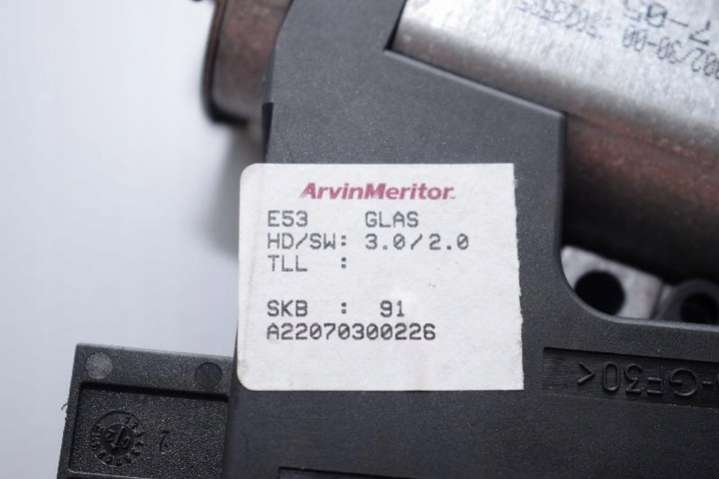 ArvinMeritor
E53 GLAS
HD/SW: 3.0/2.0
TLL :
SKB : 91
A22070300226